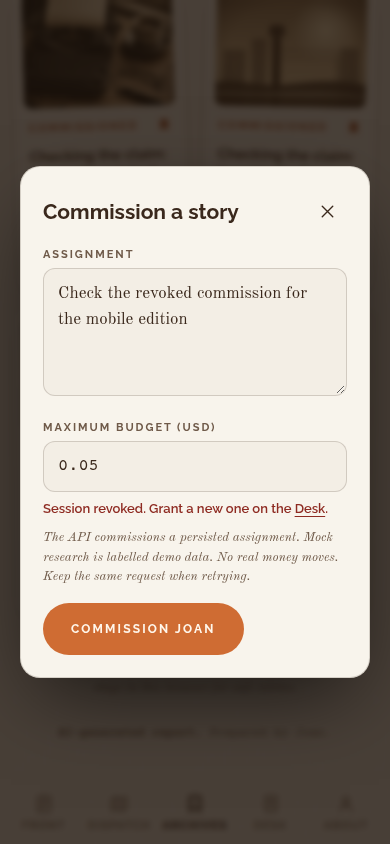 Commission a story
ASSIGNMENT
Check the revoked commission for
the mobile edition
MAXIMUM BUDGET (USD)
0.05
Session revoked. Grant a new one on the Desk.
The API commissions a persisted assignment. Mock
research is labelled demo data. No real money moves.
Keep the same request when retrying.
COMMISSION JOAN